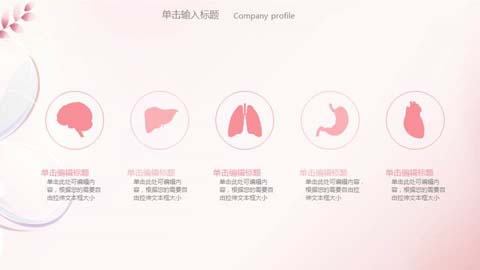 单击输入标题 Company profile
单击编辑标题
单击此处可编辑内
容，根据您的需要自
由拉伸文本框大小
单击编辑标题
单击此处可编辑内
容，根据您的需要自
由拉伸文本框大小
单击编辑标题
单击此处可编辑内
容，根据您的需要自
由拉伸文本框大小
单击编辑标题
单击此处可编辑内容，
根据您的需要自由拉
伸文本框大小
单击编辑标题
单击此处可编辑内
容，根据您的需要自
由拉伸文本框大小